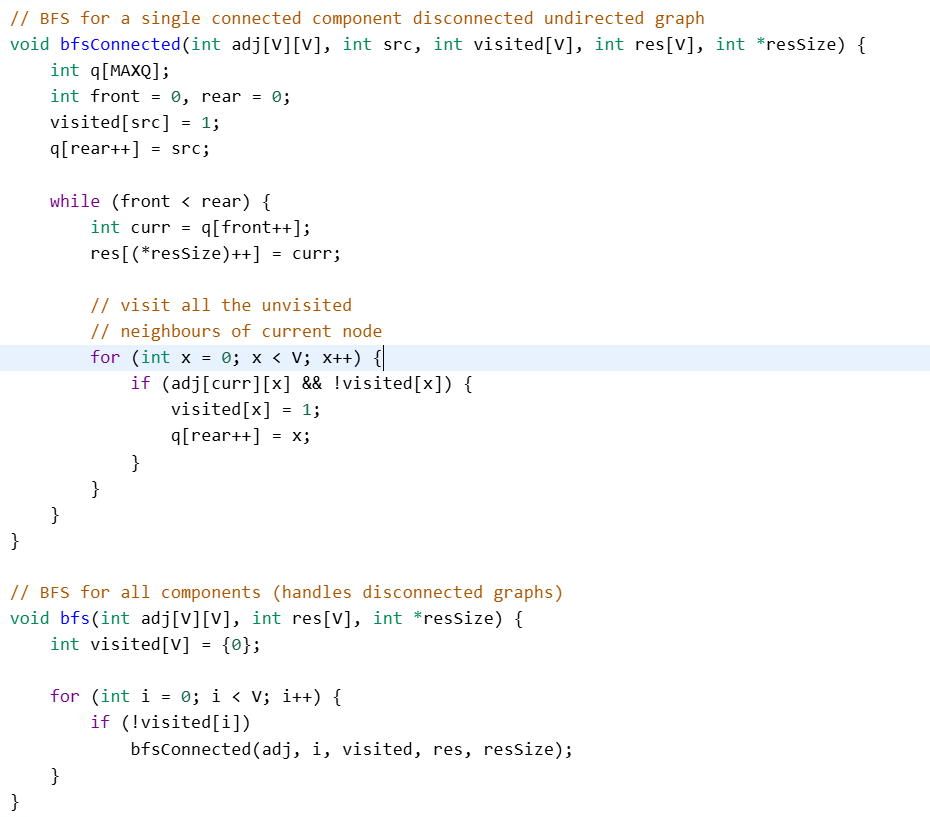 // BFS for a single connected component disconnected undirected graph
void bfsConnected(int adj[V][V], int src, int visited[V], int res[V], int *resSize) {
    int q[MAXQ];
    int front = 0, rear = 0;
    visited[src] = 1;
    q[rear++] = src;

    while (front < rear) {
        int curr = q[front++];
        res[(*resSize)++] = curr;

        // visit all the unvisited
        // neighbours of current node
        for (int x = 0; x < V; x++) {
            if (adj[curr][x] && !visited[x]) {
                visited[x] = 1;
                q[rear++] = x;
            }
        }
    }
}

// BFS for all components (handles disconnected graphs)
void bfs(int adj[V][V], int res[V], int *resSize) {
    int visited[V] = {0};

    for (int i = 0; i < V; i++) {
        if (!visited[i])
            bfsConnected(adj, i, visited, res, resSize);
    }
}